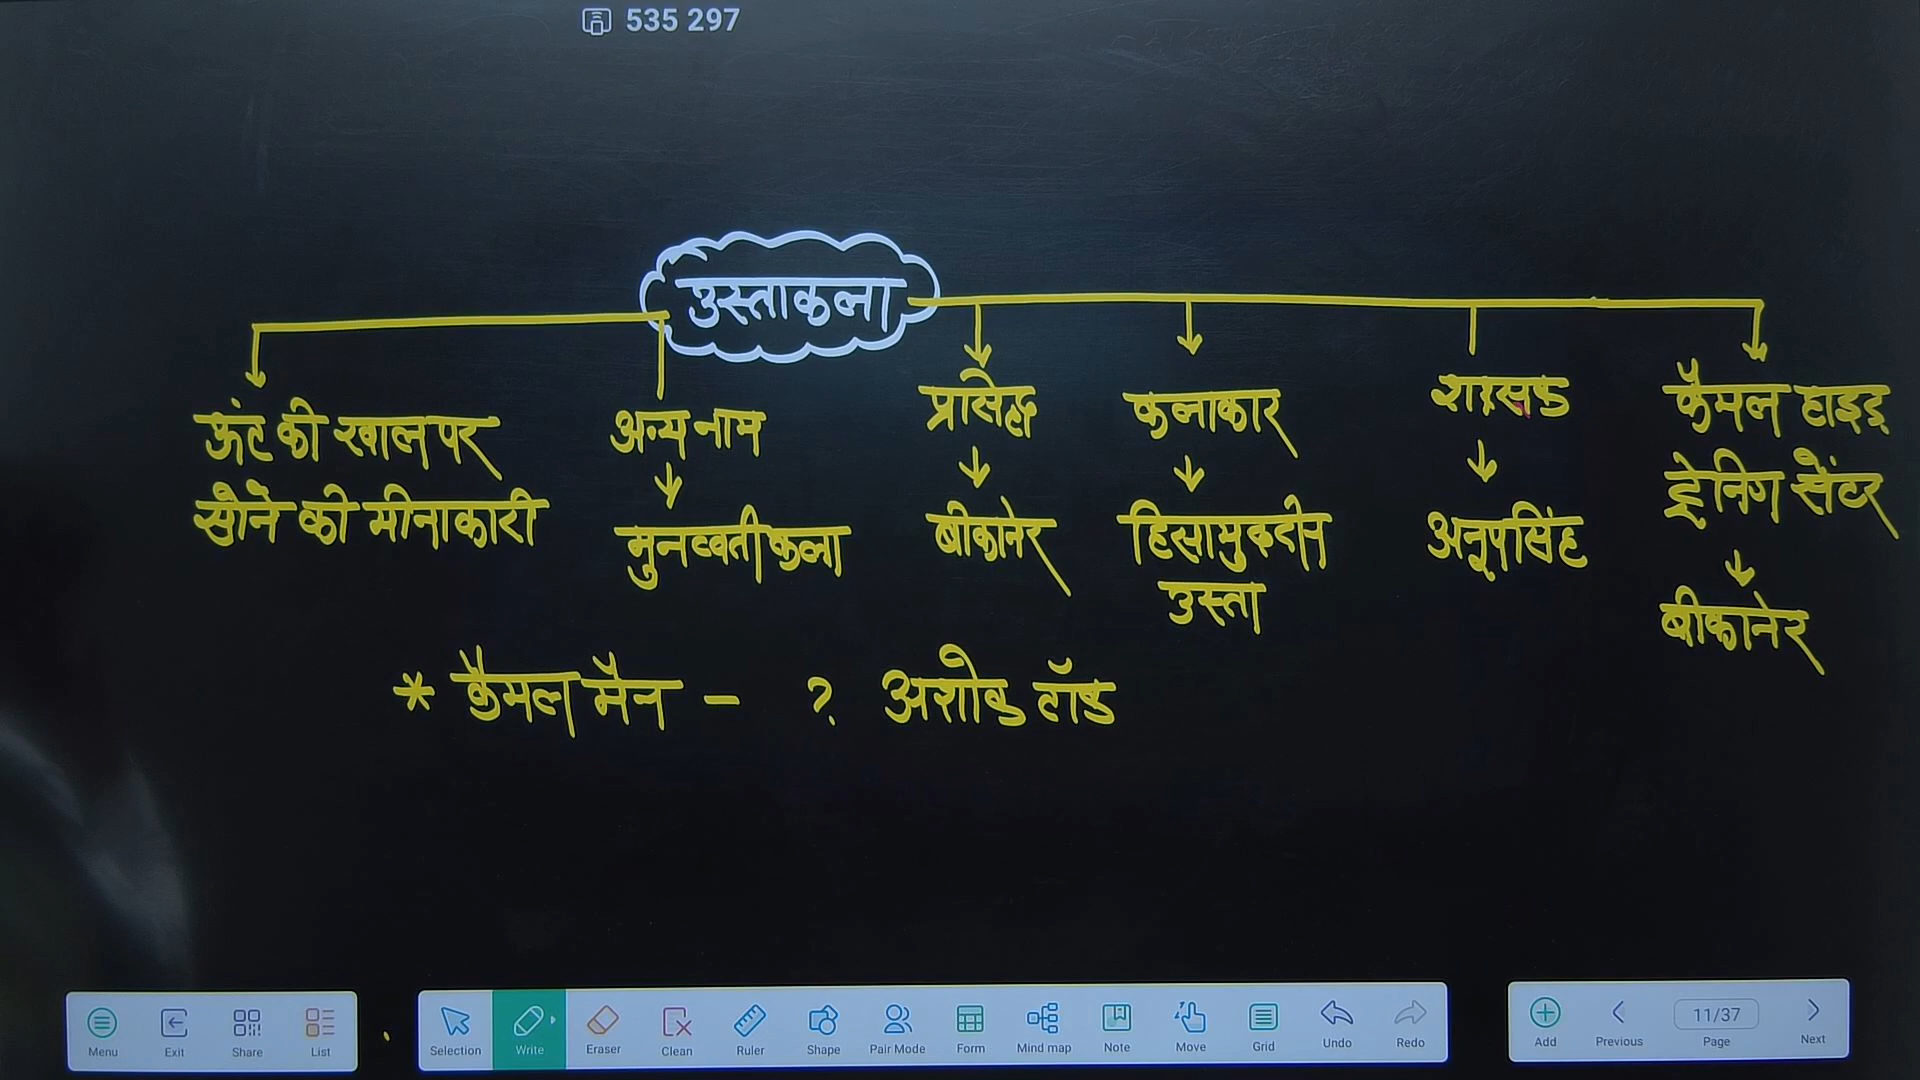 535 297
उस्ताकला
ऊंट की खाल पर
सोने की मीनाकारी
अन्य नाम
↓
मुनव्वती कला
प्रसिद्ध
↓
बीकानेर
कलाकार
↓
हिसामुद्दीन
उस्ता
शासक
↓
अनूपसिंह
कैमल हाइड्
ट्रेनिग सेंटर
↓
बीकानेर
* कैमल मैन - ? अशोक टॉक
Menu Exit Share List
Selection Write Eraser Clean Ruler Shape Pair Mode Form Mind map Note Move Grid Undo Redo
Add Previous 11/37 Page Next